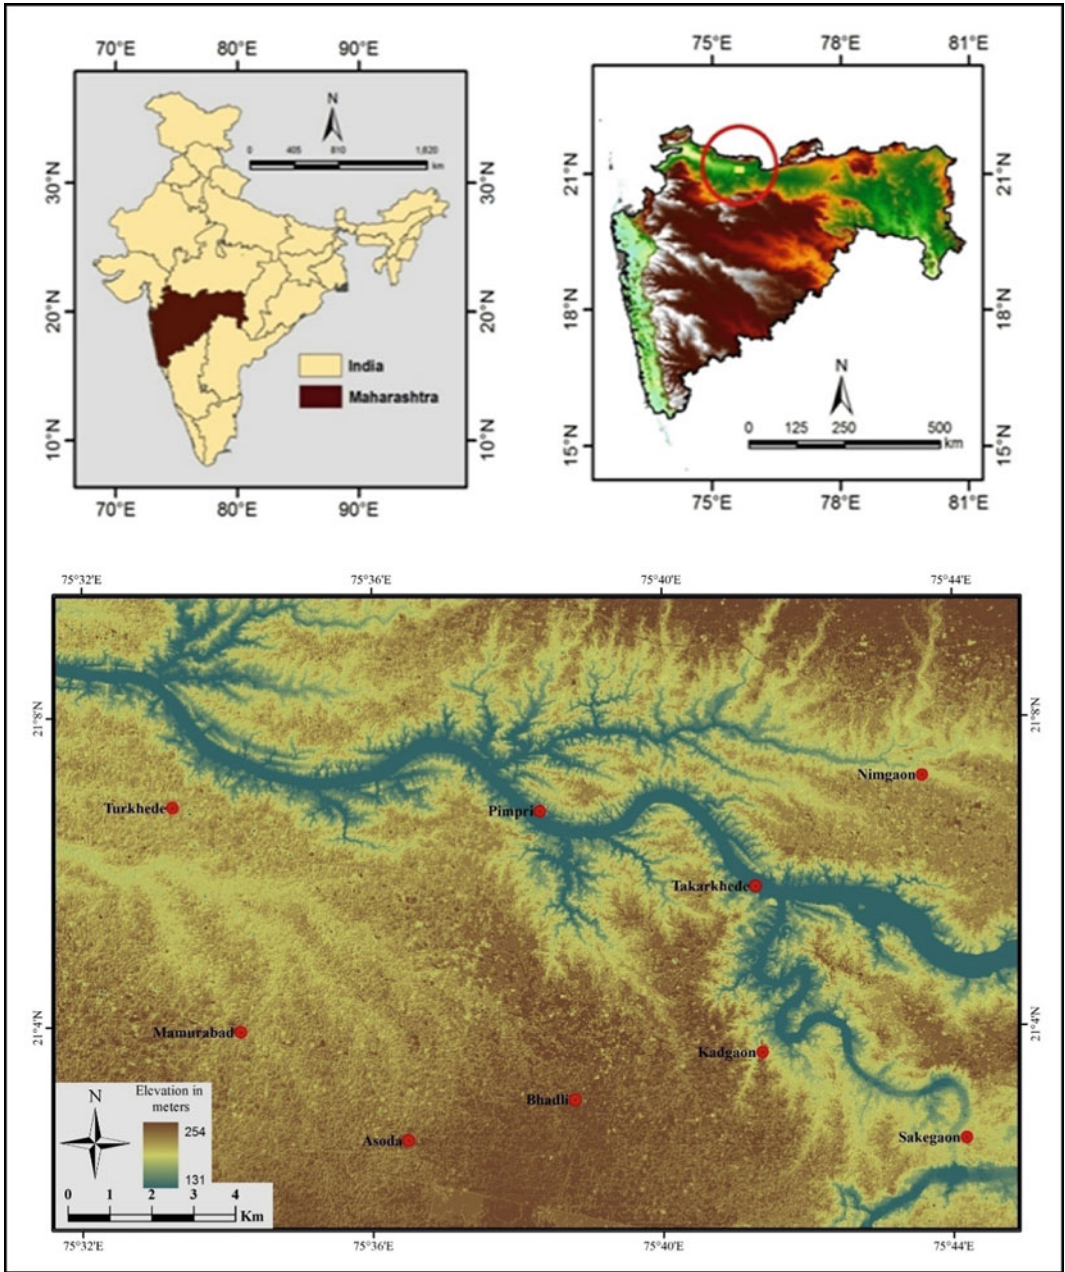 70°E 80°E 90°E
75°E 78°E 81°E
N
0 405 810 1,620
km
30°N
30°N
20°N
20°N
10°N
10°N
India
Maharashtra
70°E 80°E 90°E
21°N
21°N
18°N
18°N
15°N
15°N
N
0 125 250 500
km
75°E 78°E 81°E
75°32'E 75°36'E 75°40'E 75°44'E
21°8'N
21°8'N
Nimgaon
Turkhede
Pimpri
Takarkhede
21°4'N
21°4'N
Mamurabad
Kadgaon
Bhadli
Asoda
Sakegaon
N
Elevation in
meters
254
131
0 1 2 3 4
Km
75°32'E 75°36'E 75°40'E 75°44'E